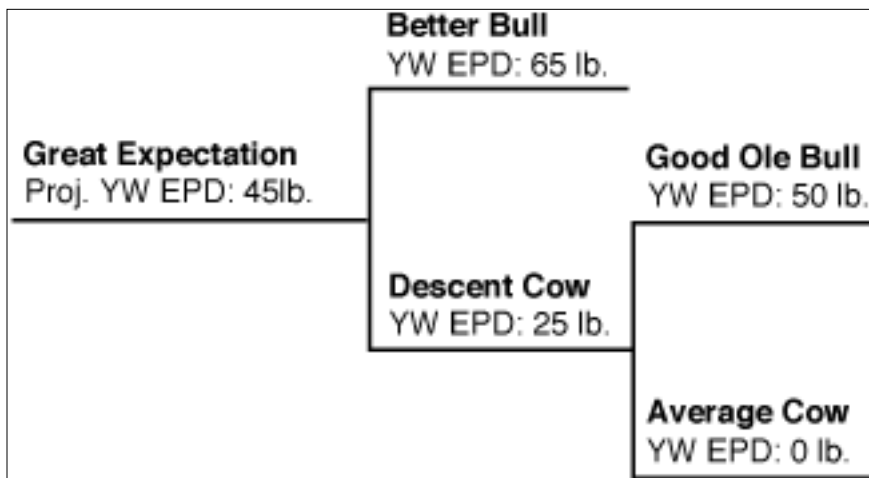 Better Bull
YW EPD: 65 lb.
Great Expectation
Proj. YW EPD: 45lb.
Good Ole Bull
YW EPD: 50 lb.
Descent Cow
YW EPD: 25 lb.
Average Cow
YW EPD: 0 lb.